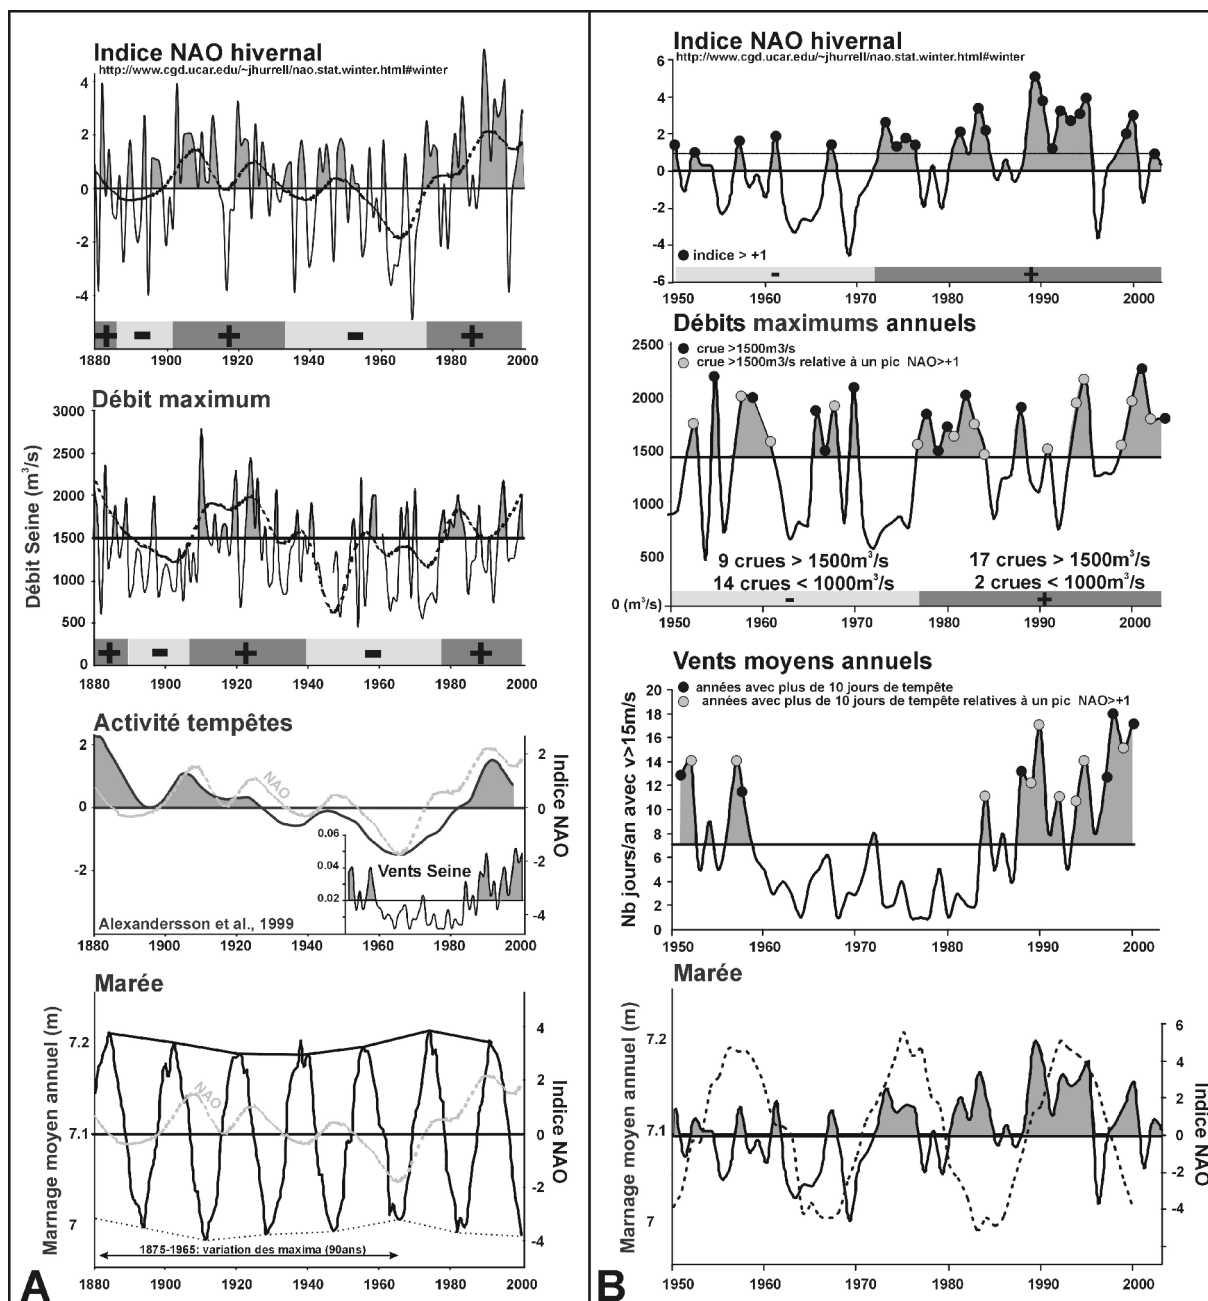 Indice NAO hivernal
http://www.cgd.ucar.edu/~jhurrell/nao.stat.winter.html#winter
4
2
0
-2
-4
+ - + - +
1880 1900 1920 1940 1960 1980 2000
Débit maximum
Débit Seine (m³/s)
3000
2500
2000
1500
1000
500
0
+ - + - +
1880 1900 1920 1940 1960 1980 2000
Activité tempêtes
2
0
-2
NAO
Indice NAO
2
0
-2
-4
0.06
0.04
0.02
0.00
Vents Seine
Alexandersson et al., 1999
1880 1900 1920 1940 1960 1980 2000
Marée
Marnage moyen annuel (m)
7.2
7.1
7
NAO
Indice NAO
4
2
0
-2
-4
1875-1965: variation des maxima (90ans)
1880 1900 1920 1940 1960 1980 2000
A
Indice NAO hivernal
http://www.cgd.ucar.edu/~jhurrell/nao.stat.winter.html#winter
6
4
2
0
-2
-4
-6
indice > +1
- +
1950 1960 1970 1980 1990 2000
Débits maximums annuels
2500
2000
1500
1000
500
0 (m³/s)
crue >1500m3/s
crue >1500m3/s relative à un pic NAO>+1
9 crues > 1500m³/s
14 crues < 1000m³/s
17 crues > 1500m³/s
2 crues < 1000m³/s
- +
1950 1960 1970 1980 1990 2000
Vents moyens annuels
Nb jours/an avec v>15m/s
20
18
16
14
12
10
8
6
4
2
0
années avec plus de 10 jours de tempête
années avec plus de 10 jours de tempête relatives à un pic NAO>+1
1950 1960 1970 1980 1990 2000
Marée
Marnage moyen annuel (m)
7.2
7.1
7
Indice NAO
6
4
2
0
-2
-4
1950 1960 1970 1980 1990 2000
B